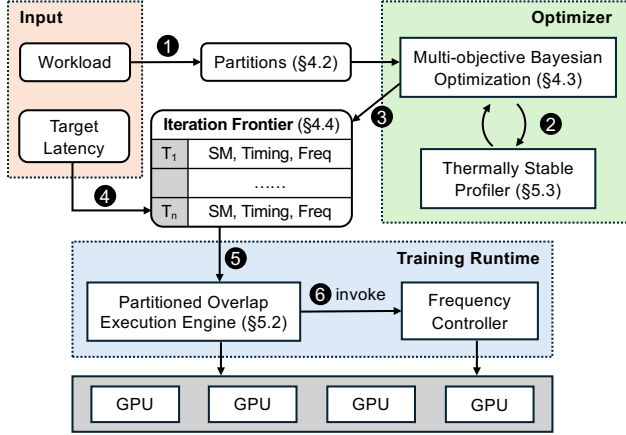 Input
Optimizer
Workload
1
Partitions (§4.2)
Multi-objective Bayesian
Optimization (§4.3)
Target
Latency
3
2
Iteration Frontier (§4.4)
T1 SM, Timing, Freq
......
Tn SM, Timing, Freq
Thermally Stable
Profiler (§5.3)
4
5
Training Runtime
Partitioned Overlap
Execution Engine (§5.2)
6 invoke
Frequency
Controller
GPU GPU GPU GPU